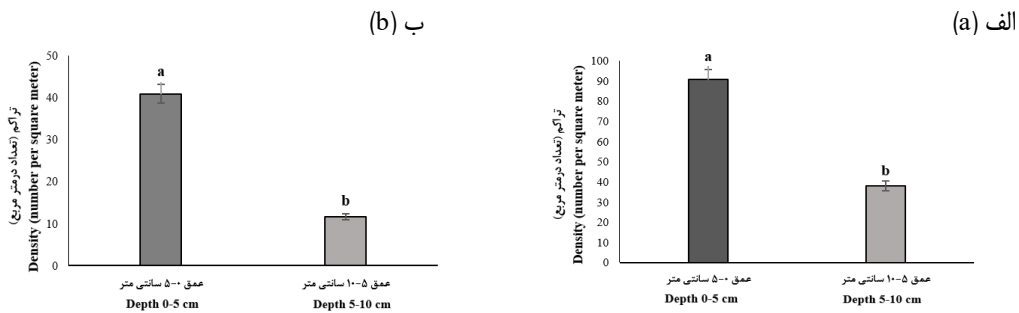 الف (a)
100
90
80
70
60
50
40
30
20
10
0
تراکم (تعداد درمتر مربع)
Density (number per square meter)
a
b
عمق ۰-۵ سانتی متر
Depth 0-5 cm
عمق ۵-۱۰ سانتی متر
Depth 5-10 cm
ب (b)
50
40
30
20
10
0
تراکم (تعداد درمتر مربع)
Density (number per square meter)
a
b
عمق ۰-۵ سانتی متر
Depth 0-5 cm
عمق ۵-۱۰ سانتی متر
Depth 5-10 cm